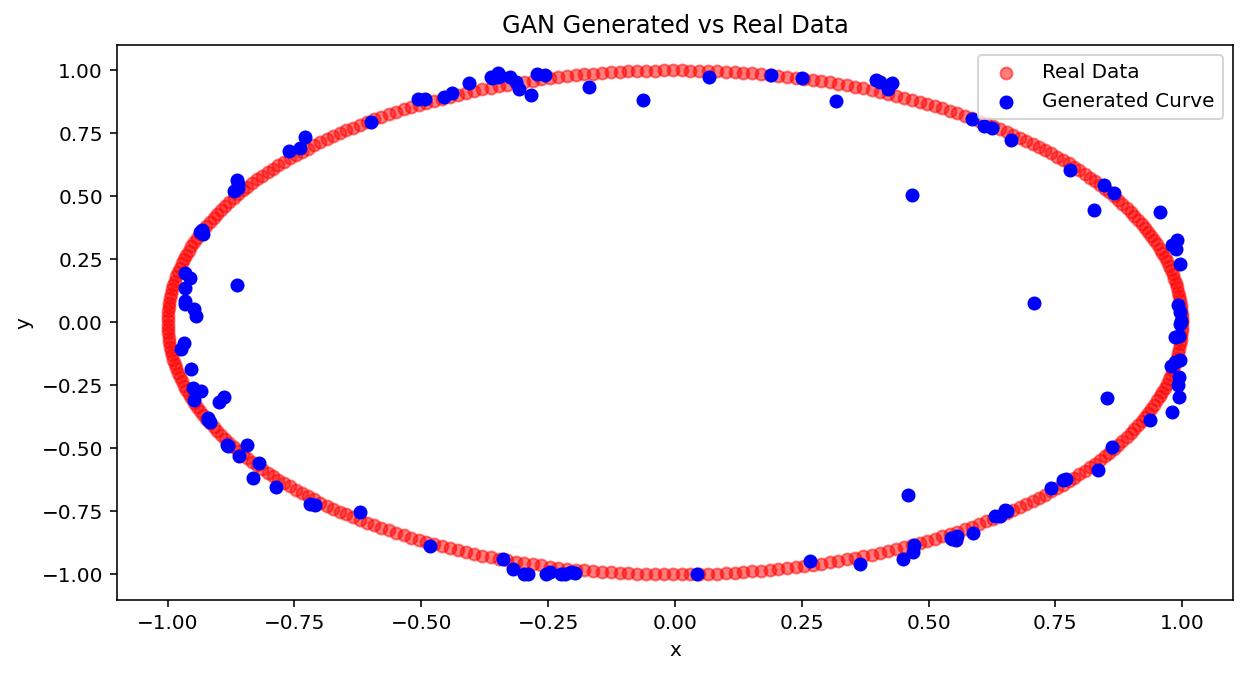 GAN Generated vs Real Data
Real Data
Generated Curve
1.00
0.75
0.50
0.25
0.00
−0.25
−0.50
−0.75
−1.00
y
−1.00 −0.75 −0.50 −0.25 0.00 0.25 0.50 0.75 1.00
x